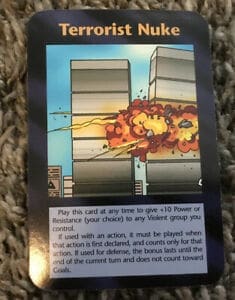 Terrorist Nuke
Play this card at any time to give +10 Power or
Resistance (your choice) to any Violent group you
control.
If used with an action, it must be played when
that action is first declared, and counts only for that
action. If used for defense, the bonus lasts until the
end of the current turn and does not count toward
Goals.